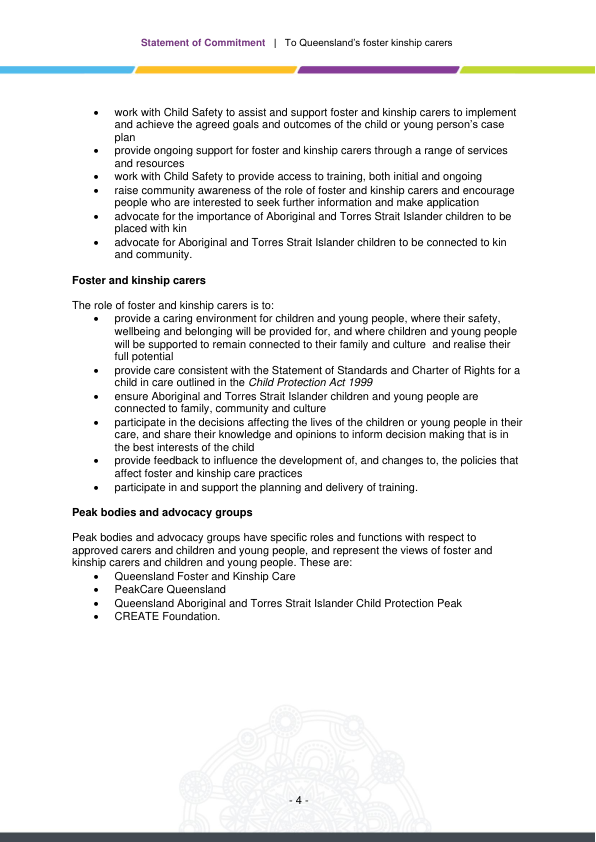 Statement of Commitment | To Queensland's foster kinship carers
• work with Child Safety to assist and support foster and kinship carers to implement
and achieve the agreed goals and outcomes of the child or young person's case
plan
• provide ongoing support for foster and kinship carers through a range of services
and resources
• work with Child Safety to provide access to training, both initial and ongoing
• raise community awareness of the role of foster and kinship carers and encourage
people who are interested to seek further information and make application
• advocate for the importance of Aboriginal and Torres Strait Islander children to be
placed with kin
• advocate for Aboriginal and Torres Strait Islander children to be connected to kin
and community.
Foster and kinship carers
The role of foster and kinship carers is to:
• provide a caring environment for children and young people, where their safety,
wellbeing and belonging will be provided for, and where children and young people
will be supported to remain connected to their family and culture  and realise their
full potential
• provide care consistent with the Statement of Standards and Charter of Rights for a
child in care outlined in the Child Protection Act 1999
• ensure Aboriginal and Torres Strait Islander children and young people are
connected to family, community and culture
• participate in the decisions affecting the lives of the children or young people in their
care, and share their knowledge and opinions to inform decision making that is in
the best interests of the child
• provide feedback to influence the development of, and changes to, the policies that
affect foster and kinship care practices
• participate in and support the planning and delivery of training.
Peak bodies and advocacy groups
Peak bodies and advocacy groups have specific roles and functions with respect to
approved carers and children and young people, and represent the views of foster and
kinship carers and children and young people. These are:
• Queensland Foster and Kinship Care
• PeakCare Queensland
• Queensland Aboriginal and Torres Strait Islander Child Protection Peak
• CREATE Foundation.
- 4 -